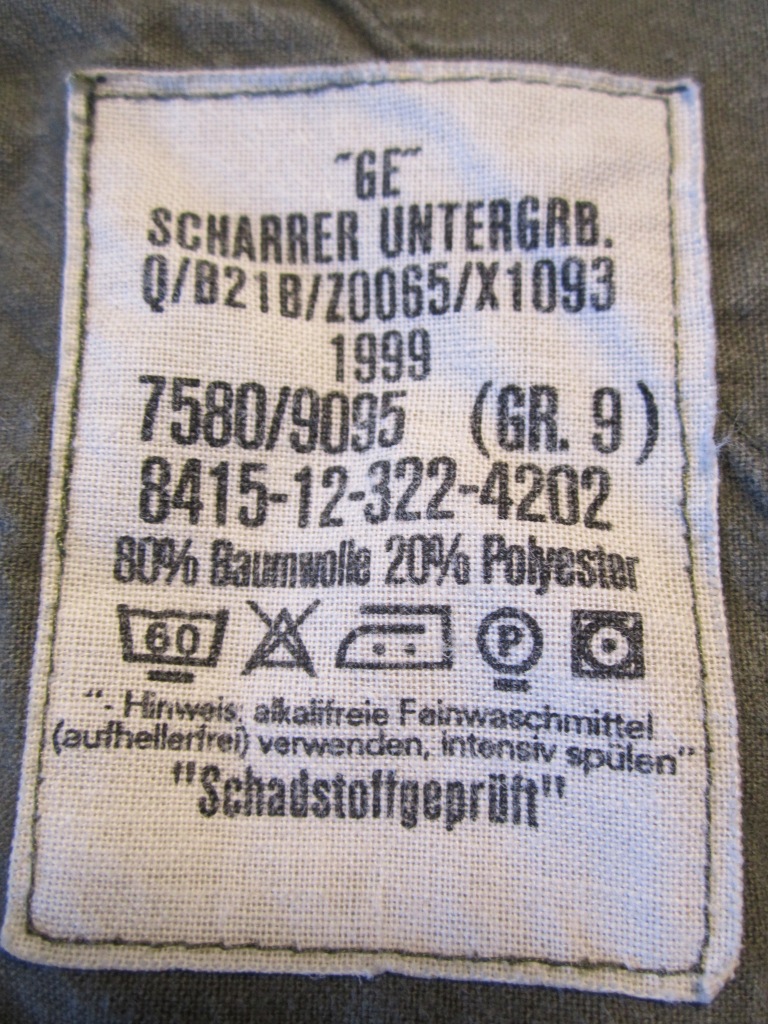 "GE"
SCHARRER UNTERGRB.
Q/B21B/Z0065/X1093
1999
7580/9095 (GR. 9)
8415-12-322-4202
80% Baumwolle 20% Polyester
60 P
"- Hinweis: alkalifreie Feinwaschmittel
(aufhellerfrei) verwenden, intensiv spülen"
"Schadstoffgeprüft"